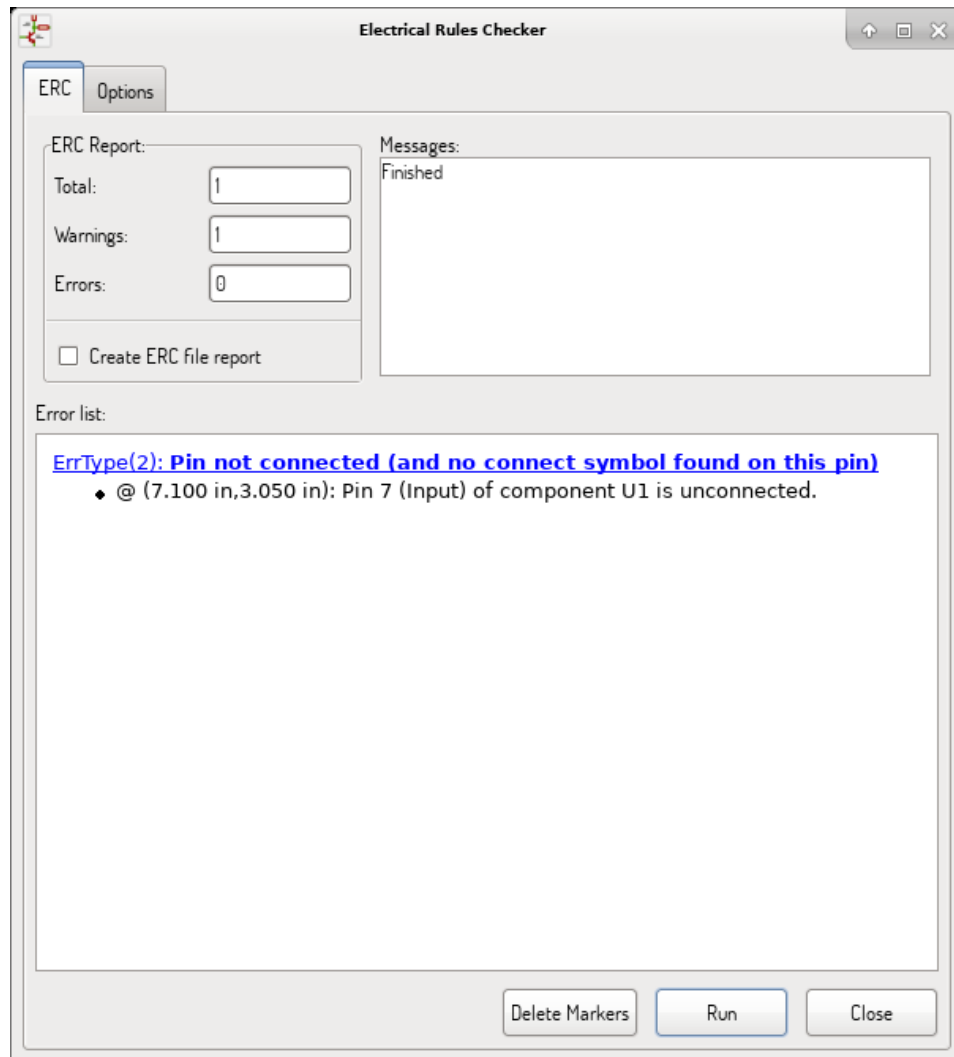 Electrical Rules Checker
ERC
Options
ERC Report:
Total:
1
Warnings:
1
Errors:
0
Create ERC file report
Messages:
Finished
Error list:
ErrType(2): Pin not connected (and no connect symbol found on this pin)
@ (7.100 in,3.050 in): Pin 7 (Input) of component U1 is unconnected.
Delete Markers
Run
Close